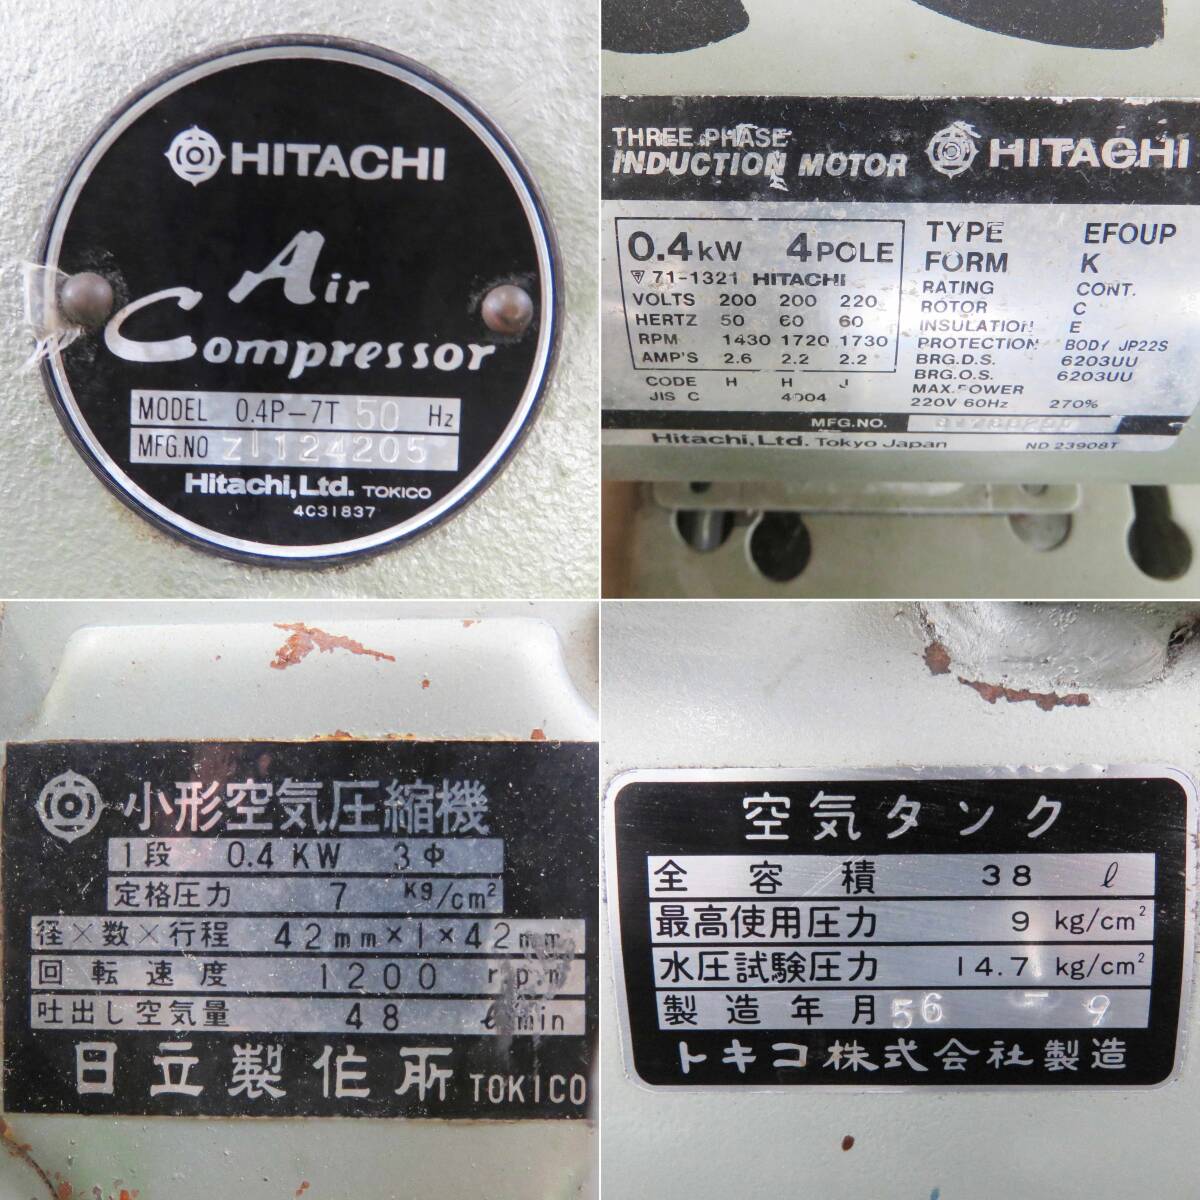 HITACHI
Air
Compressor
MODEL 0.4P-7T 50 Hz
MFG.NO Z1124205
Hitachi,Ltd. TOKICO
4C31837
THREE PHASE
INDUCTION MOTOR HITACHI
0.4kW 4POLE
71-1321 HITACHI
VOLTS 200 200 220
HERTZ 50 60 60
RPM 1430 1720 1730
AMP'S 2.6 2.2 2.2
CODE H H J
JIS C 4004
TYPE EFOUP
FORM K
RATING CONT.
ROTOR C
INSULATION E
PROTECTION BODY JP22S
BRG.D.S. 6203UU
BRG.O.S. 6203UU
MAX.POWER
220V 60Hz 270%
MFG.NO.
Hitachi,Ltd. Tokyo Japan ND 23908T
小形空気圧縮機
1段 0.4KW 3Φ
定格圧力 7 Kg/cm²
径×数×行程 42mm×1×42mm
回転速度 1200 r.p.m
吐出し空気量 48 ℓ/min
日立製作所 TOKICO
空気タンク
全容積 38 ℓ
最高使用圧力 9 kg/cm²
水圧試験圧力 14.7 kg/cm²
製造年月 56 - 9
トキコ株式会社製造